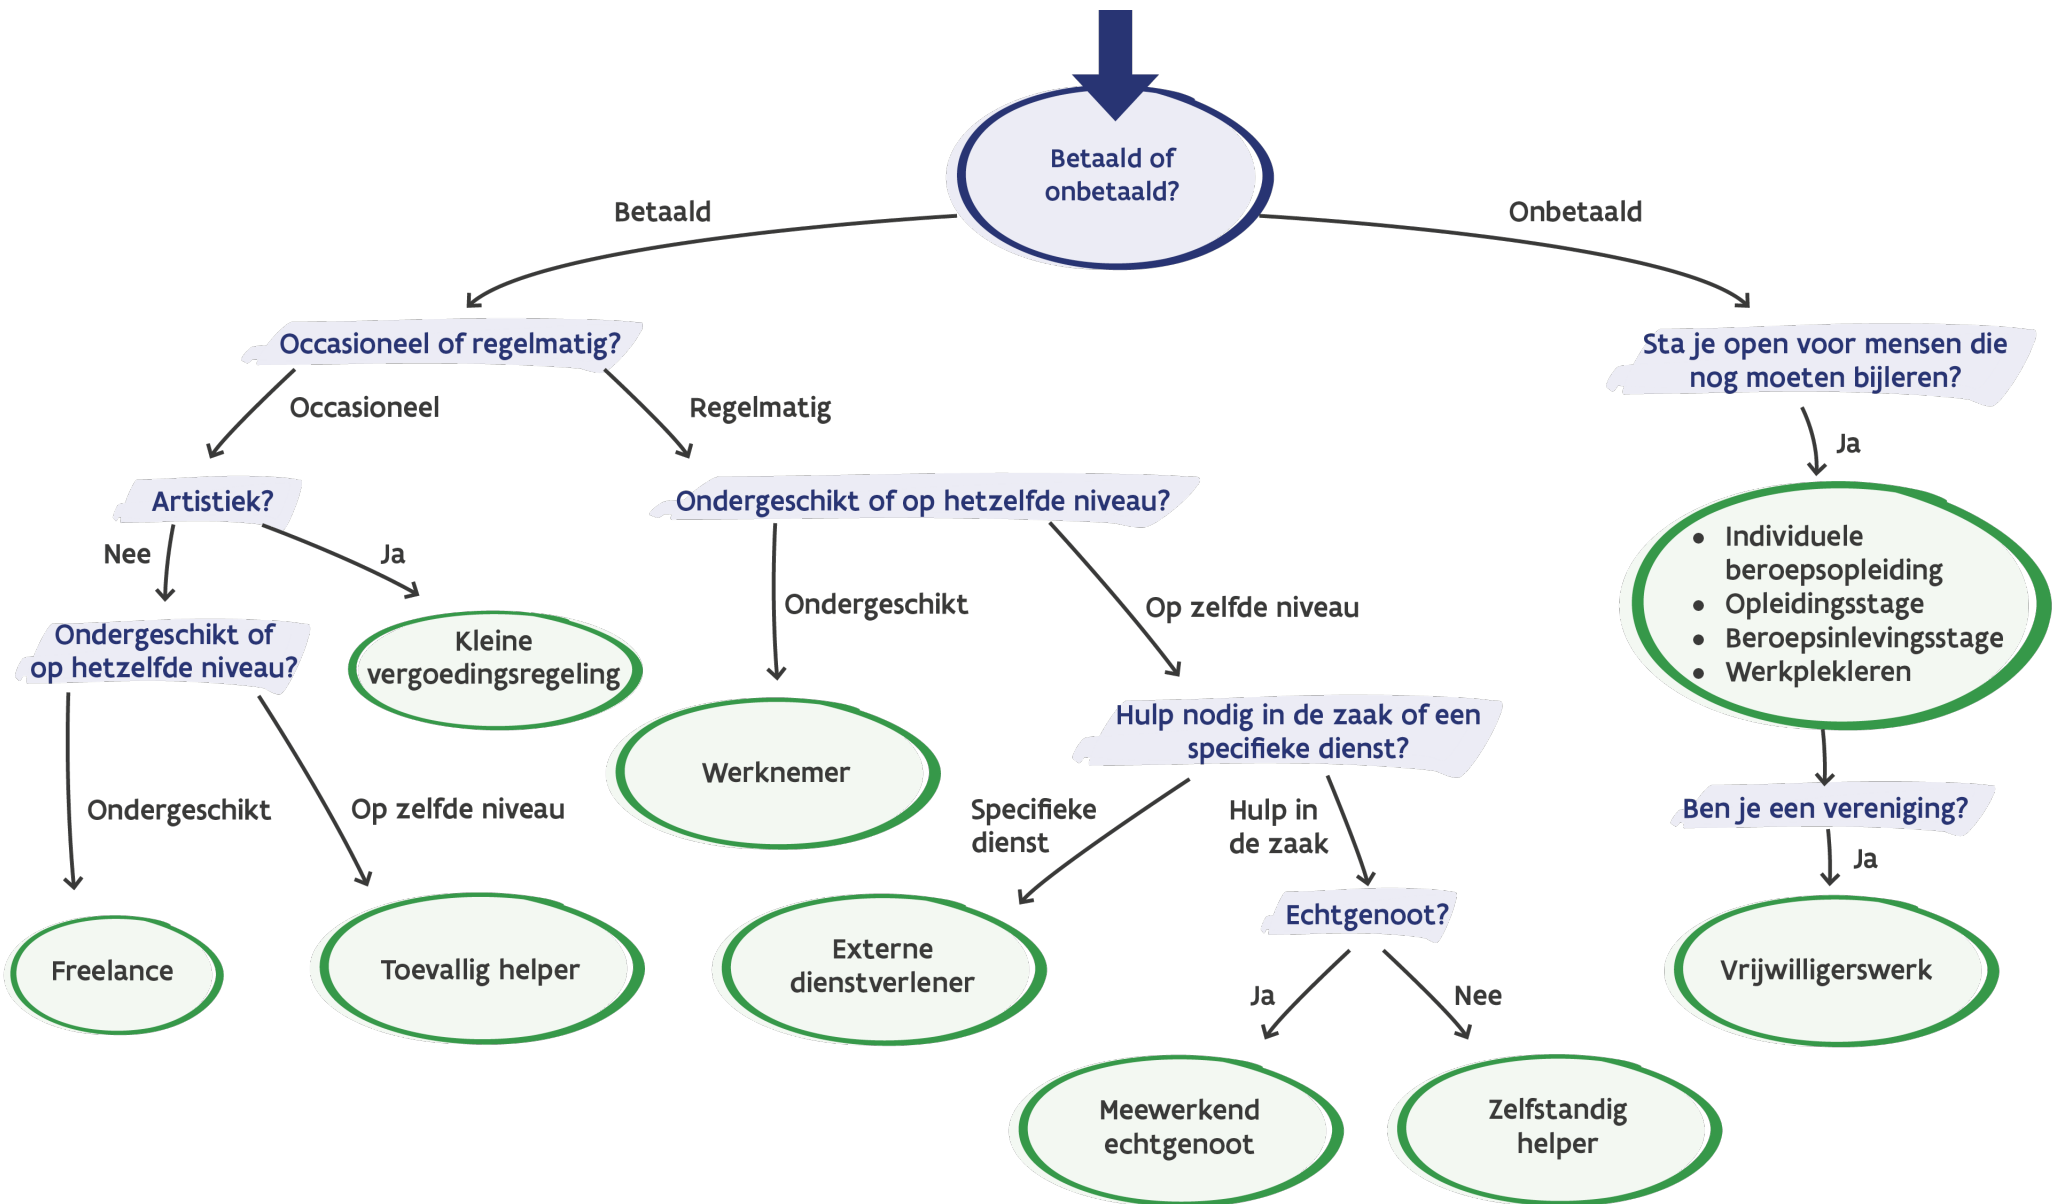 Betaald of
onbetaald?
Betaald
Onbetaald
Occasioneel of regelmatig?
Sta je open voor mensen die
nog moeten bijleren?
Occasioneel
Regelmatig
Ja
Artistiek?
Ondergeschikt of op hetzelfde niveau?
Nee
Ja
Individuele
beroepsopleiding
Opleidingsstage
Beroepsinlevingsstage
Werkplekleren
Ondergeschikt
Op zelfde niveau
Ondergeschikt of
op hetzelfde niveau?
Kleine
vergoedingsregeling
Werknemer
Hulp nodig in de zaak of een
specifieke dienst?
Ben je een vereniging?
Ondergeschikt
Op zelfde niveau
Specifieke
dienst
Hulp in
de zaak
Ja
Echtgenoot?
Freelance
Toevallig helper
Externe
dienstverlener
Vrijwilligerswerk
Ja
Nee
Meewerkend
echtgenoot
Zelfstandig
helper